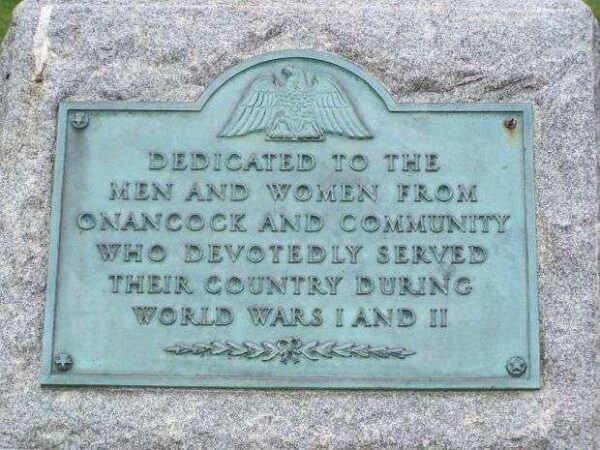 DEDICATED TO THE
MEN AND WOMEN FROM
ONANCOCK AND COMMUNITY
WHO DEVOTEDLY SERVED
THEIR COUNTRY DURING
WORLD WARS I AND II